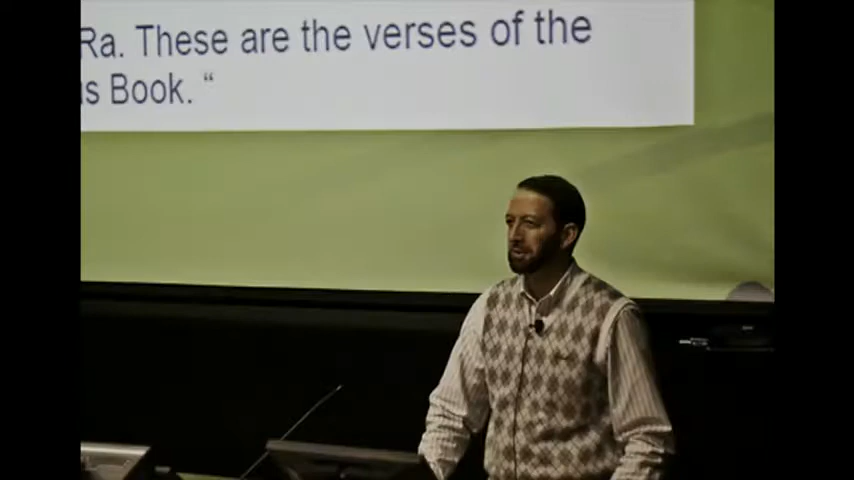 Ra. These are the verses of the
s Book. “